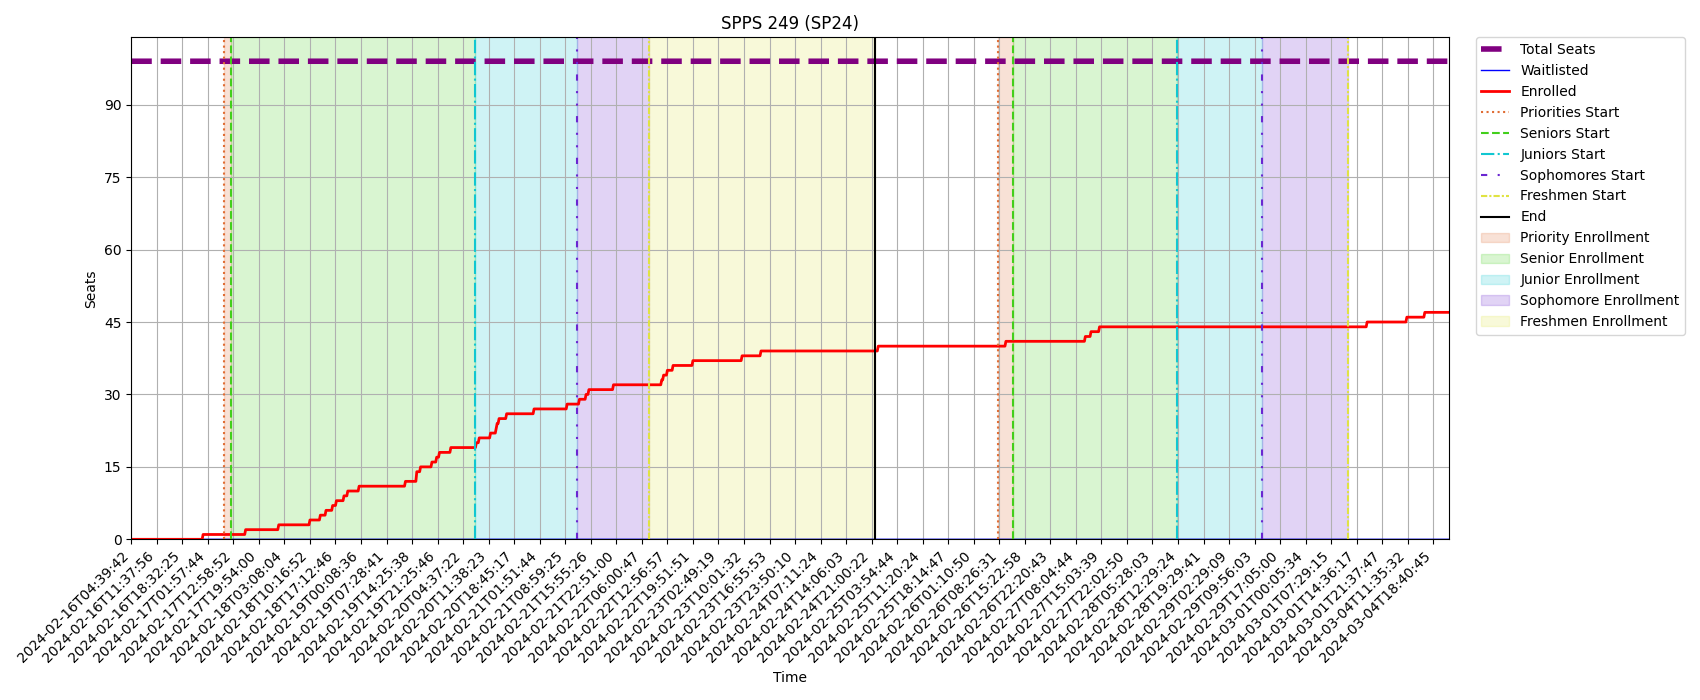 SPPS 249 (SP24)
Seats
90
75
60
45
30
15
0
2024-02-16T04:39:42
2024-02-16T11:37:56
2024-02-16T18:32:25
2024-02-17T01:57:44
2024-02-17T12:58:52
2024-02-17T19:54:00
2024-02-18T03:08:04
2024-02-18T10:16:52
2024-02-18T17:12:46
2024-02-19T00:08:36
2024-02-19T07:28:41
2024-02-19T14:25:38
2024-02-19T21:25:46
2024-02-20T04:37:22
2024-02-20T11:38:23
2024-02-20T18:45:17
2024-02-21T01:51:44
2024-02-21T08:59:25
2024-02-21T15:55:26
2024-02-21T22:51:00
2024-02-22T06:00:47
2024-02-22T12:56:57
2024-02-22T19:51:51
2024-02-23T02:49:19
2024-02-23T10:01:32
2024-02-23T16:55:53
2024-02-23T23:50:10
2024-02-24T07:11:24
2024-02-24T14:06:03
2024-02-24T21:00:22
2024-02-25T03:54:44
2024-02-25T11:20:24
2024-02-25T18:14:47
2024-02-26T01:10:50
2024-02-26T08:26:31
2024-02-26T15:22:58
2024-02-26T22:20:43
2024-02-27T08:04:44
2024-02-27T15:03:39
2024-02-27T22:02:50
2024-02-28T05:28:03
2024-02-28T12:29:24
2024-02-28T19:29:41
2024-02-29T02:29:09
2024-02-29T09:56:03
2024-02-29T17:05:00
2024-03-01T00:05:34
2024-03-01T07:29:15
2024-03-01T14:36:17
2024-03-01T21:37:47
2024-03-04T11:35:32
2024-03-04T18:40:45
Time
Total Seats
Waitlisted
Enrolled
Priorities Start
Seniors Start
Juniors Start
Sophomores Start
Freshmen Start
End
Priority Enrollment
Senior Enrollment
Junior Enrollment
Sophomore Enrollment
Freshmen Enrollment